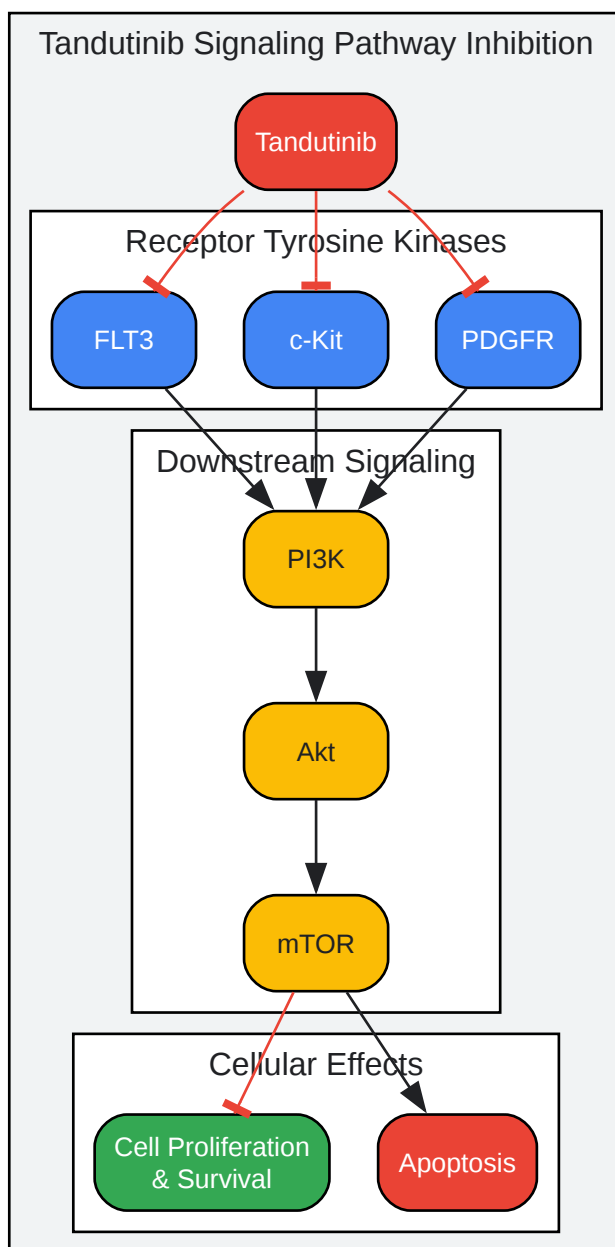 Tandutinib Signaling Pathway Inhibition
Tandutinib
Receptor Tyrosine Kinases
FLT3
c-Kit
PDGFR
Downstream Signaling
PI3K
Akt
mTOR
Cellular Effects
Cell Proliferation
& Survival
Apoptosis